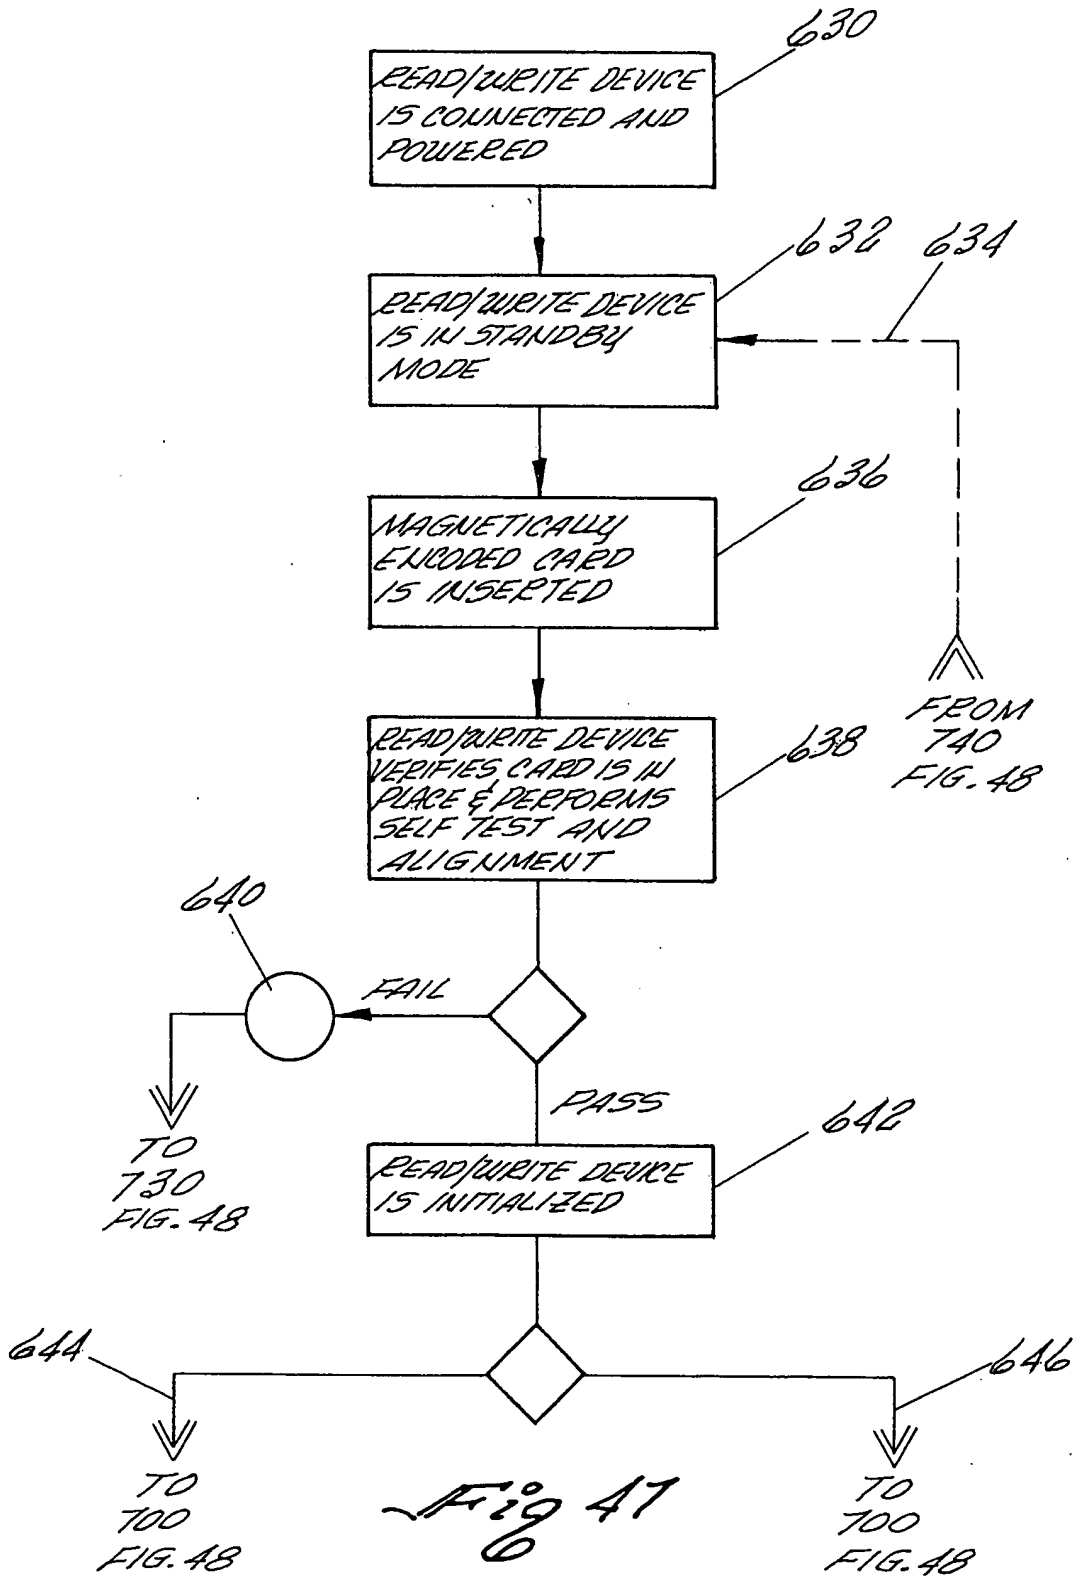 630
READ/WRITE DEVICE
IS CONNECTED AND
POWERED
632
634
READ/WRITE DEVICE
IS IN STANDBY
MODE
636
MAGNETICALLY
ENCODED CARD
IS INSERTED
FROM
740
FIG. 48
638
READ/WRITE DEVICE
VERIFIES CARD IS IN
PLACE & PERFORMS
SELF TEST AND
ALIGNMENT
640
FAIL
PASS
TO
730
FIG. 48
642
READ/WRITE DEVICE
IS INITIALIZED
644
646
TO
700
FIG. 48
TO
700
FIG. 48
Fig 47